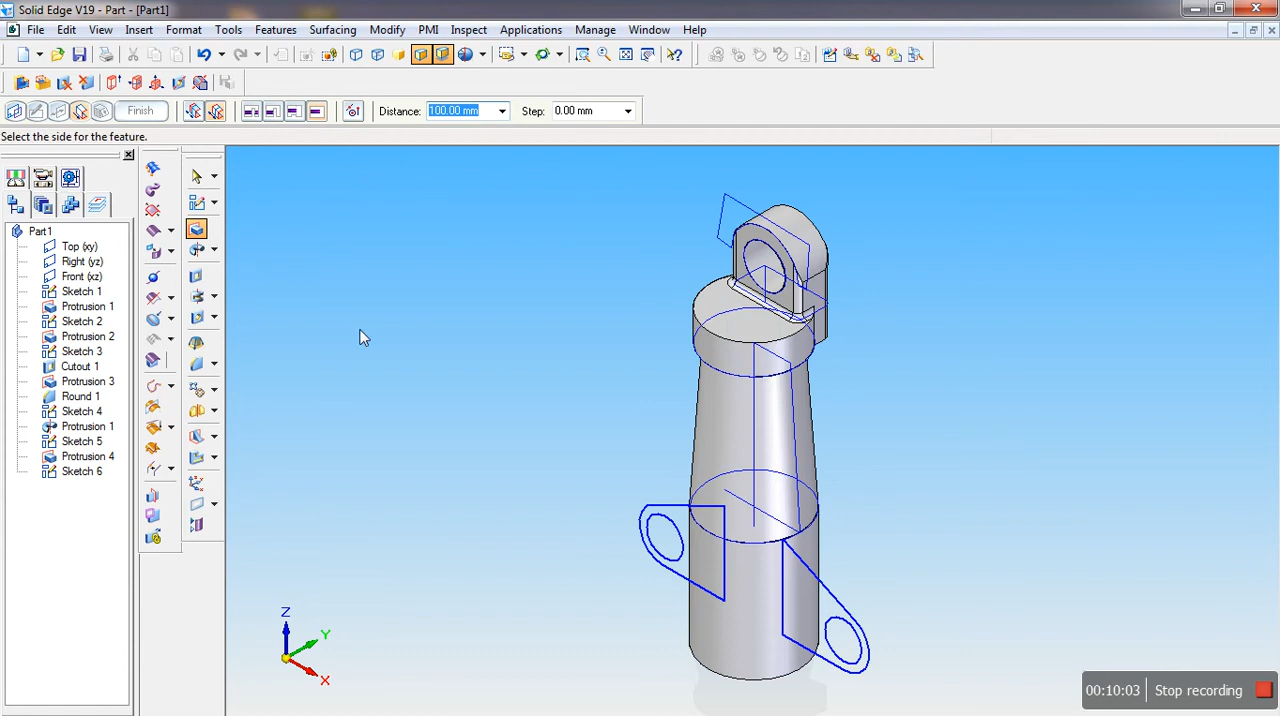 Solid Edge V19 - Part - [Part1]
File Edit View Insert Format Tools Features Surfacing Modify PMI Inspect Applications Manage Window Help
Finish Distance: 100.00 mm Step: 0.00 mm
Select the side for the feature.
Part1
Top (xy)
Right (yz)
Front (xz)
Sketch 1
Protrusion 1
Sketch 2
Protrusion 2
Sketch 3
Cutout 1
Protrusion 3
Round 1
Sketch 4
Protrusion 1
Sketch 5
Protrusion 4
Sketch 6
Z
Y
X
00:10:03 Stop recording